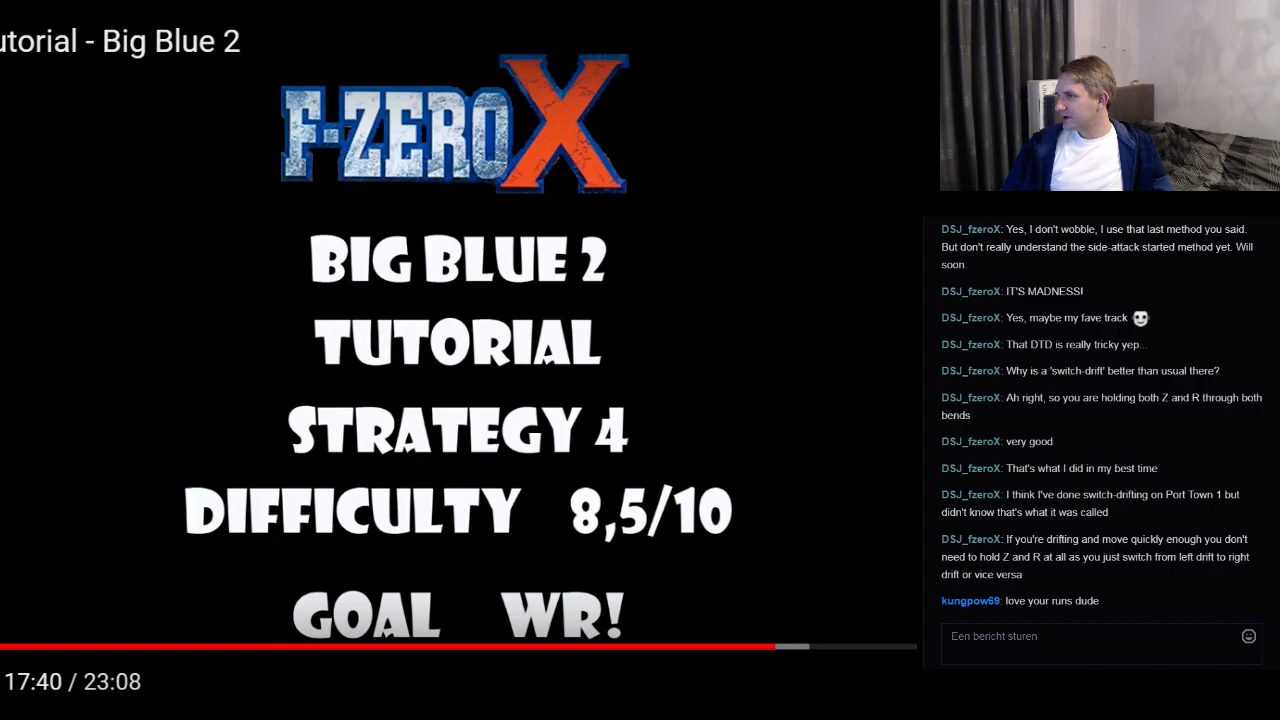 utorial - Big Blue 2
F-ZERO X
BIG BLUE 2
TUTORIAL
STRATEGY 4
DIFFICULTY 8,5/10
GOAL WR!
17:40 / 23:08
DSJ_fzeroX: Yes, I don't wobble, I use that last method you said.
But don't really understand the side-attack started method yet. Will
soon.
DSJ_fzeroX: IT'S MADNESS!
DSJ_fzeroX: Yes, maybe my fave track
DSJ_fzeroX: That DTD is really tricky yep...
DSJ_fzeroX: Why is a 'switch-drift' better than usual there?
DSJ_fzeroX: Ah right, so you are holding both Z and R through both
bends
DSJ_fzeroX: very good
DSJ_fzeroX: That's what I did in my best time
DSJ_fzeroX: I think I've done switch-drifting on Port Town 1 but
didn't know that's what it was called
DSJ_fzeroX: If you're drifting and move quickly enough you don't
need to hold Z and R at all as you just switch from left drift to right
drift or vice versa
kungpow69: love your runs dude
Een bericht sturen